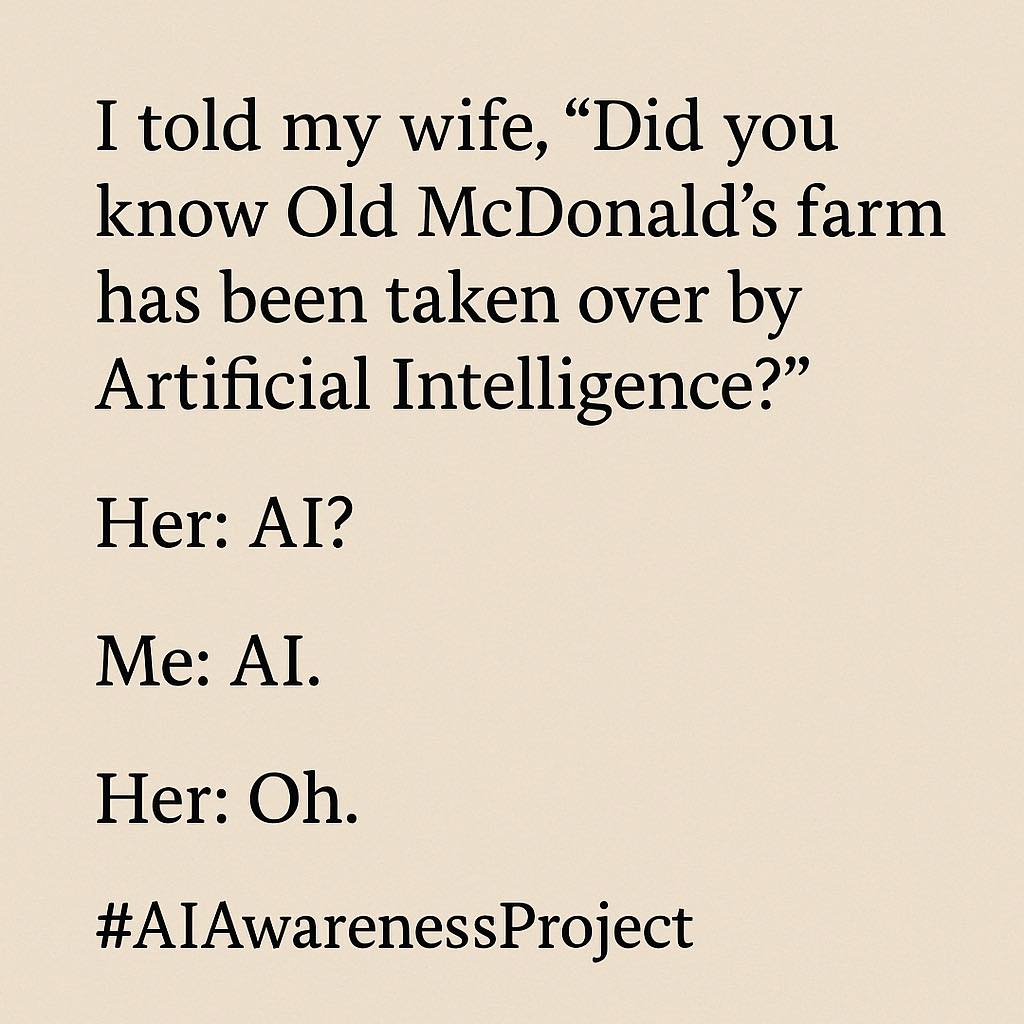 I told my wife, “Did you
know Old McDonald’s farm
has been taken over by
Artificial Intelligence?”
Her: AI?
Me: AI.
Her: Oh.
#AIAwarenessProject